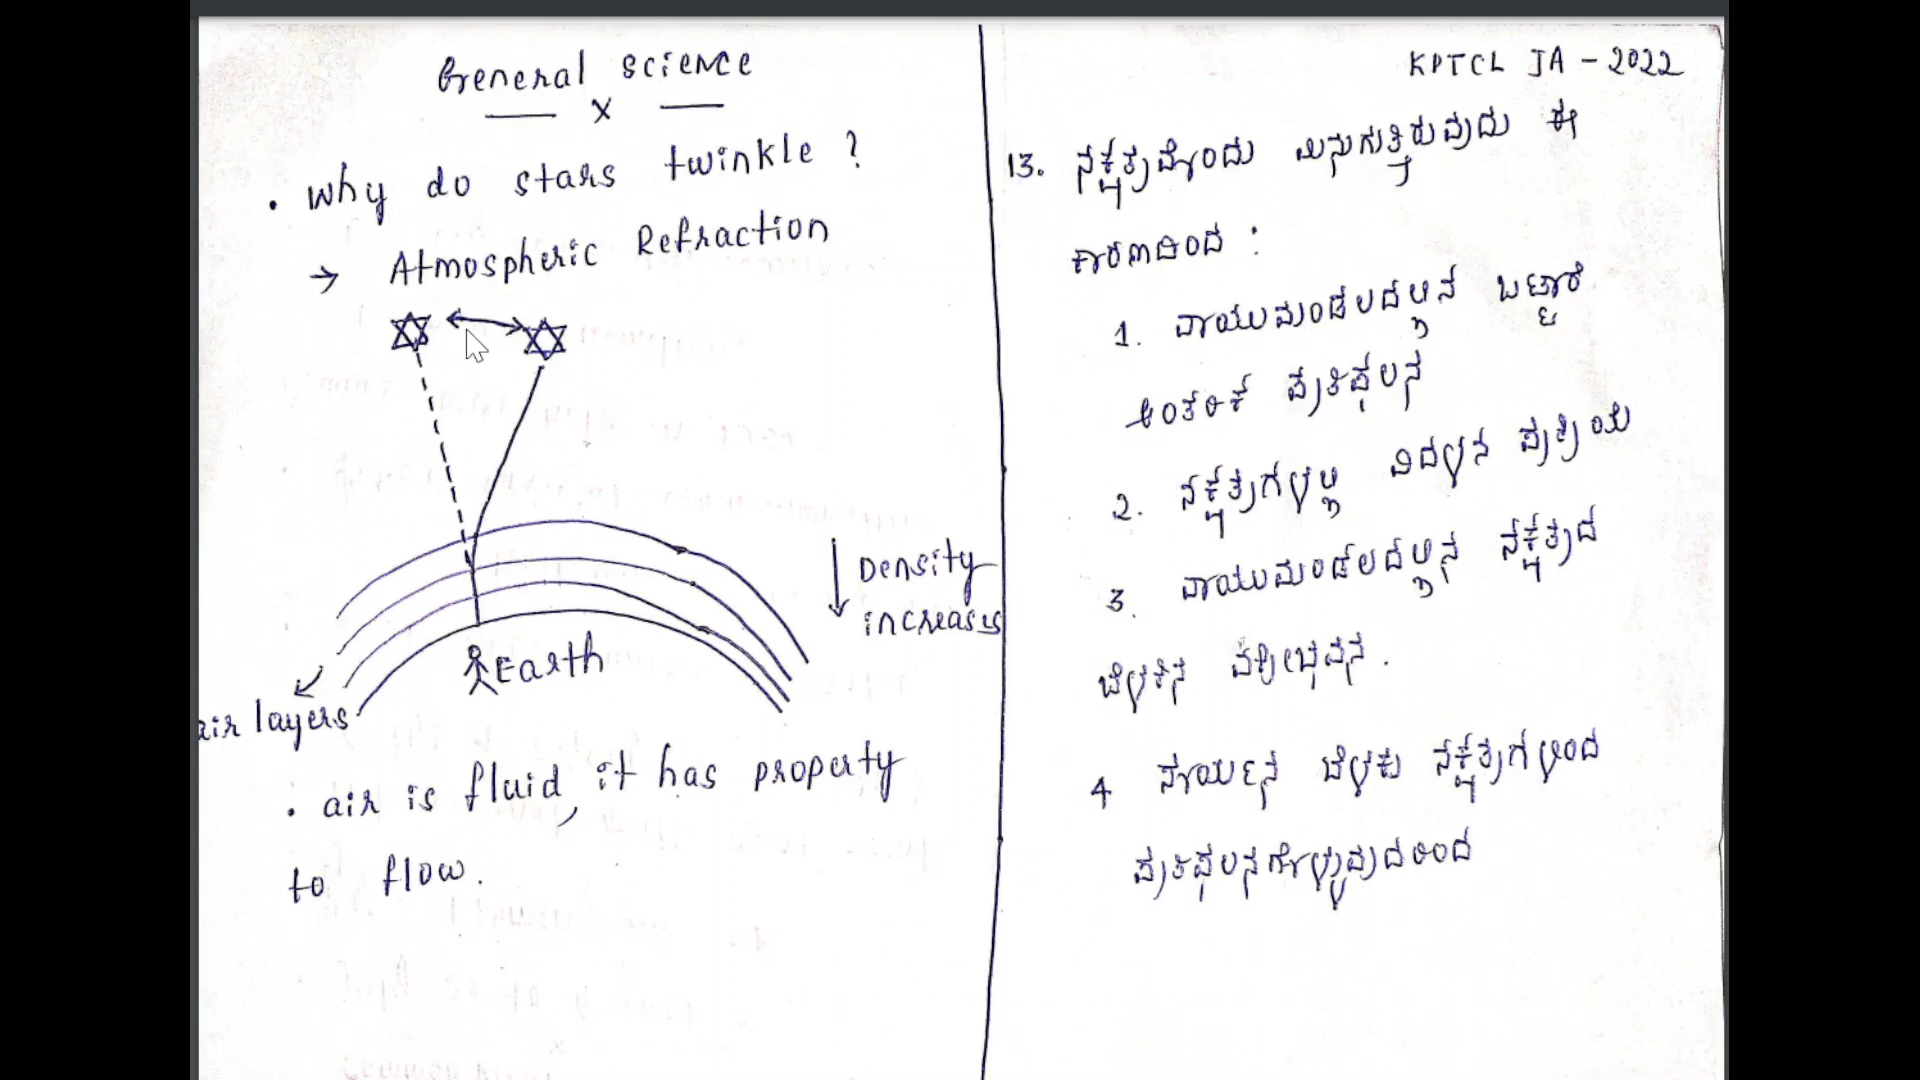 General science
x
. Why do stars twinkle ?
→ Atmospheric Refraction
Density
increases
Earth
air layers
. air is fluid, it has property
to flow.
KPTCL JA - 2022
13. ನಕ್ಷತ್ರವೊಂದು ಮಿನುಗುತ್ತಿರುವುದು ಈ
ಕಾರಣದಿಂದ :
1. ವಾಯುಮಂಡಲದಲ್ಲಿನ
ಆಂತರಿಕ ಪ್ರತಿಫಲನ
2. ನಕ್ಷತ್ರಗಳಲ್ಲಿ ವಿದಳನ ಪ್ರಕ್ರಿಯೆ
3. ವಾಯುಮಂಡಲದಲ್ಲಿನ ನಕ್ಷತ್ರದ
ಬೆಳಕಿನ ವಕ್ರೀಭವನ.
4 ಸೂರ್ಯನ ಬೆಳಕು ನಕ್ಷತ್ರಗಳಿಂದ
ಪ್ರತಿಫಲನಗೊಳ್ಳುವುದರಿಂದ